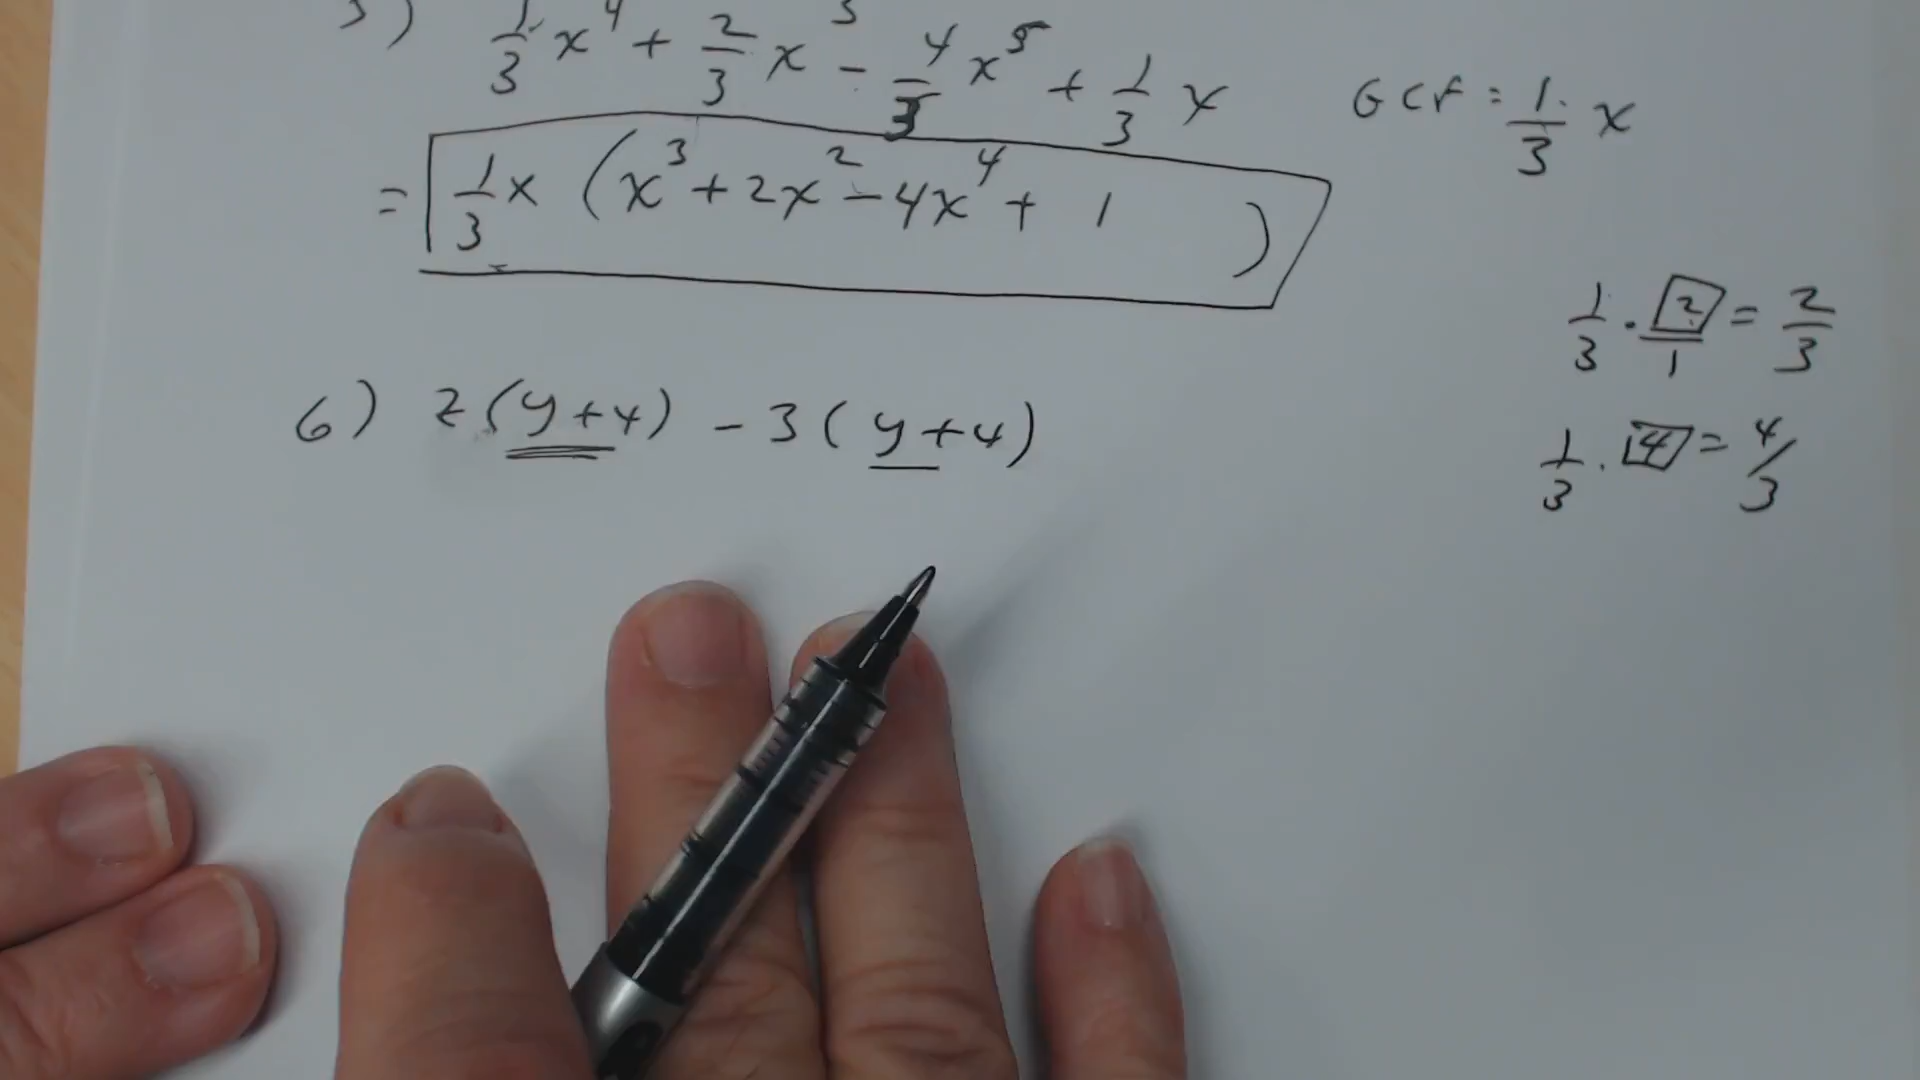 5) 1/3 x^4 + 2/3 x^3 - 4/3 x^5 + 1/3 x GCF = 1/3 x
= 1/3 x (x^3 + 2x^2 - 4x^4 + 1)
1/3 · 2/1 = 2/3
6) 2(y+4) - 3(y+4)
1/3 · 4 = 4/3